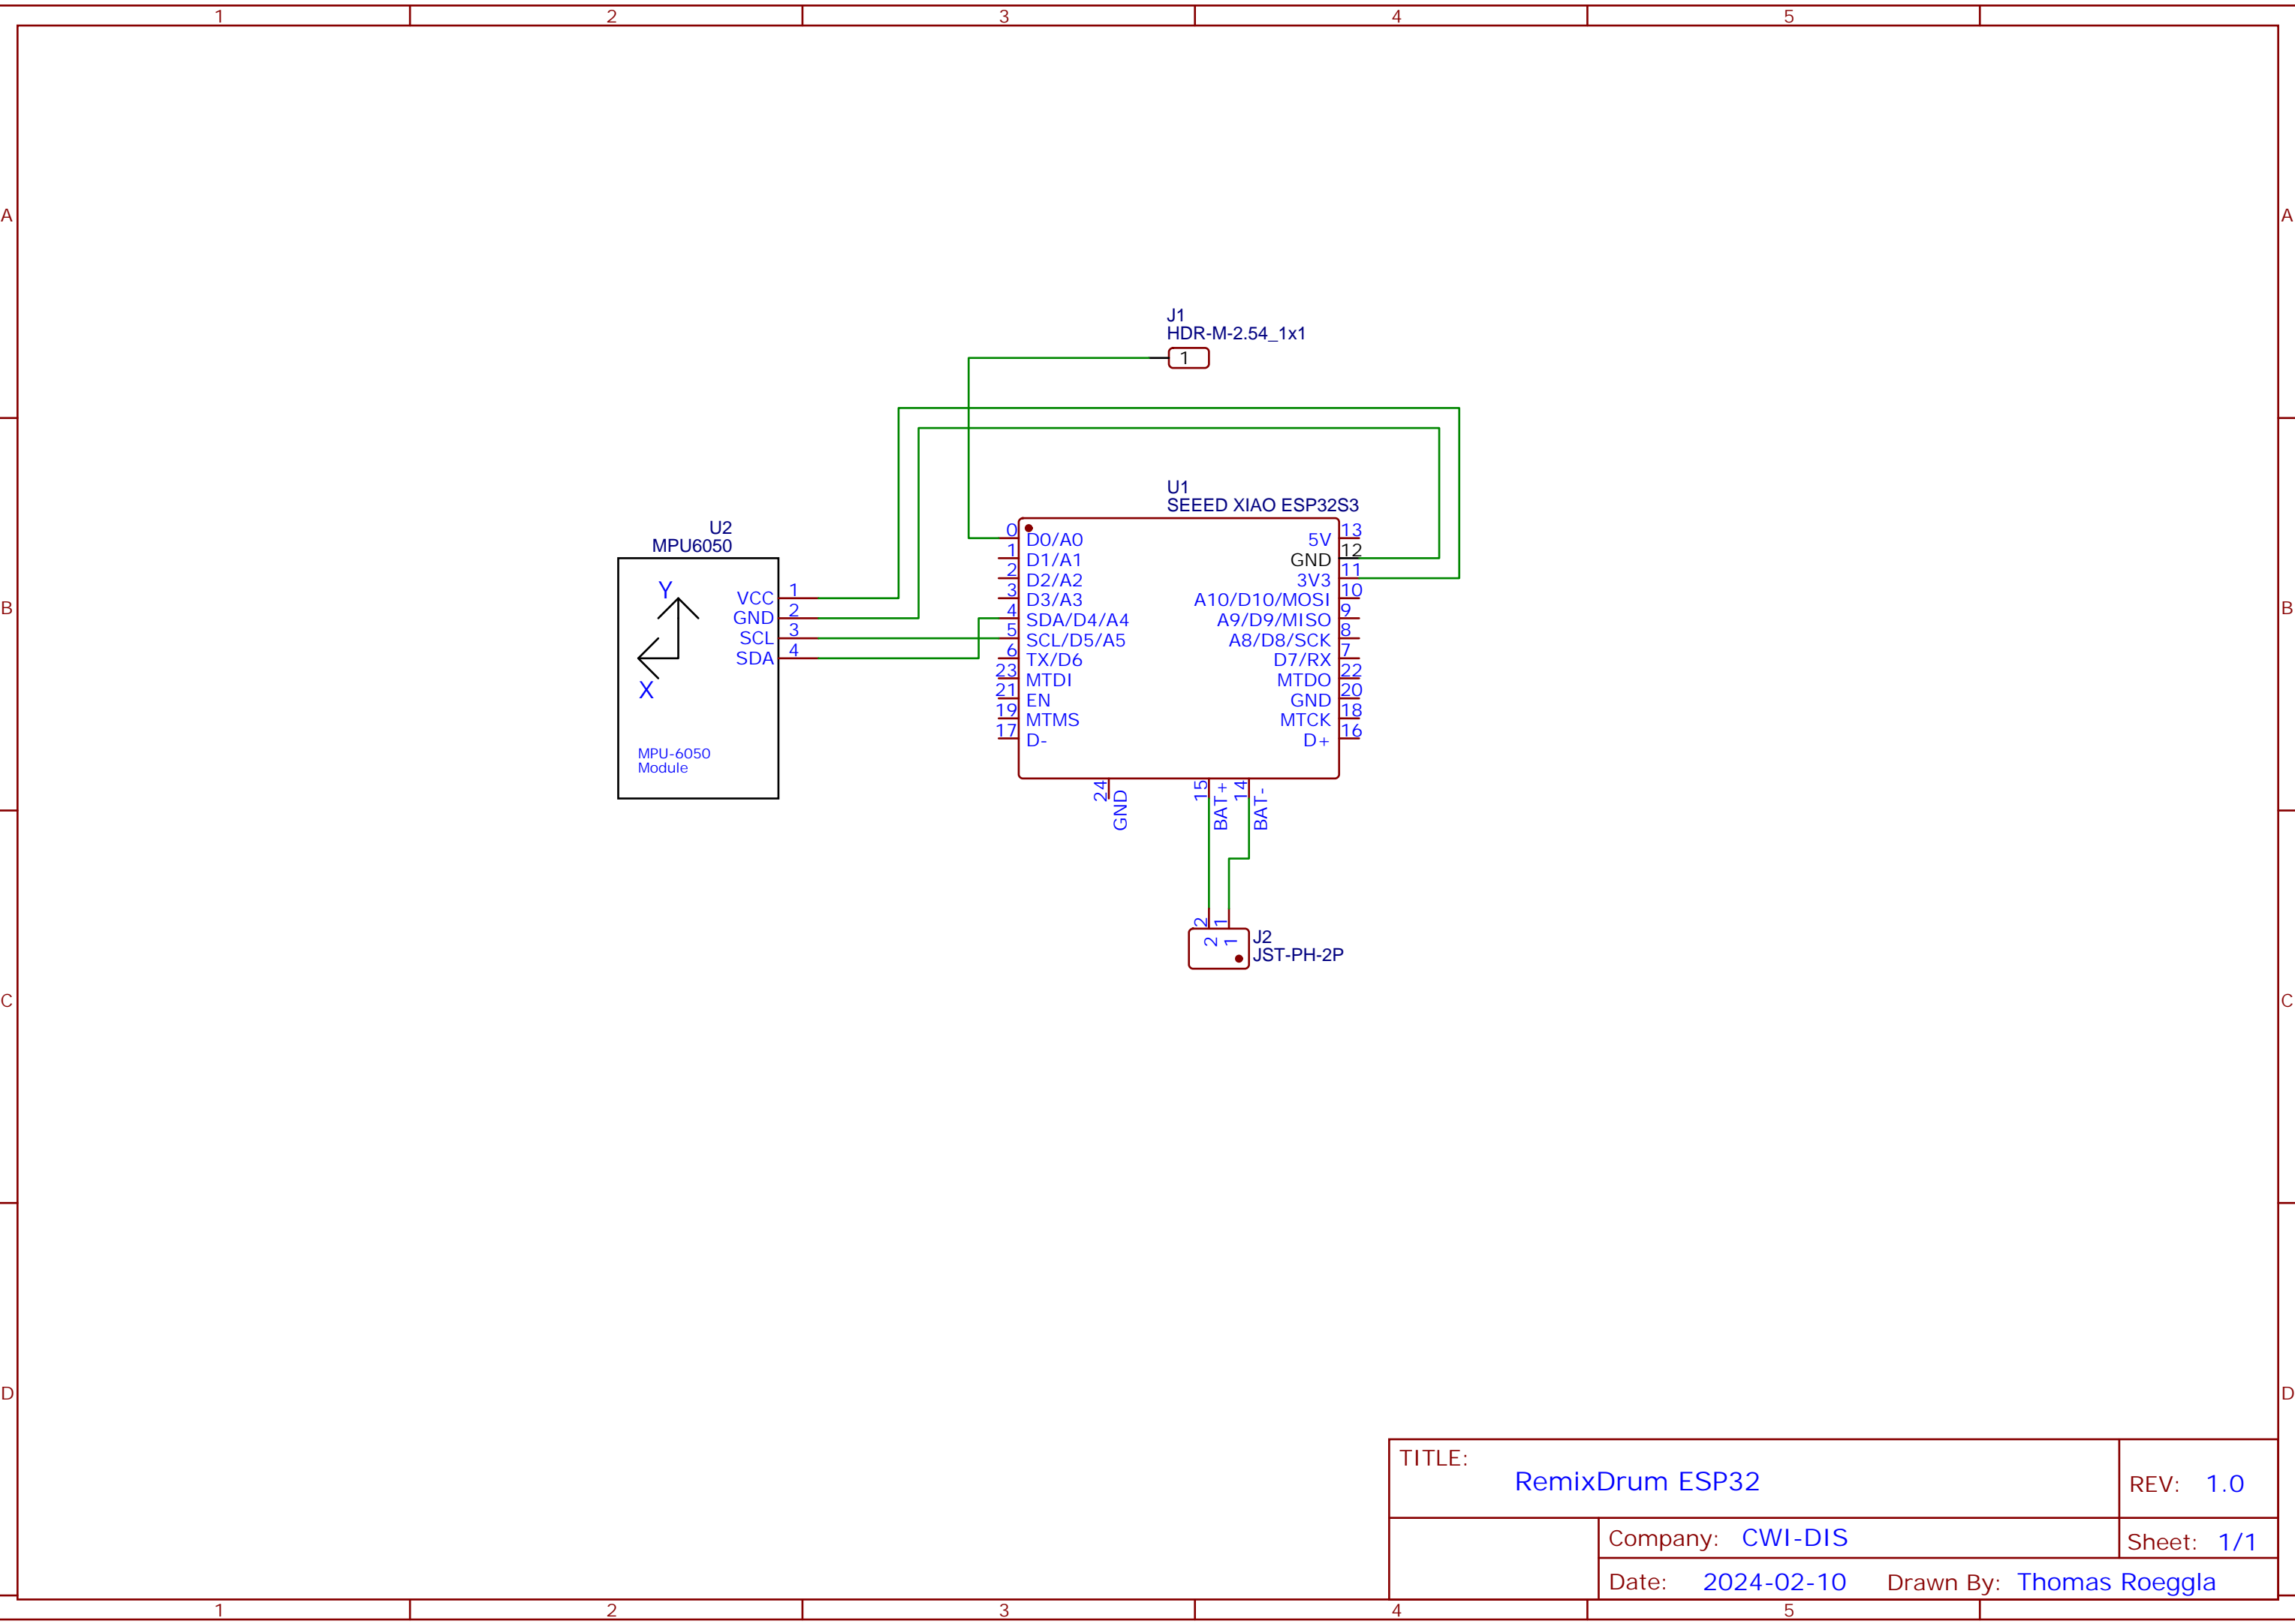 1 2 3 4 5
A A
J1
HDR-M-2.54_1x1
1
U1
SEEED XIAO ESP32S3
U2
MPU6050
0 D0/A0 5V 13
1 D1/A1 GND 12
2 D2/A2 3V3 11
3 D3/A3 A10/D10/MOSI 10
4 SDA/D4/A4 A9/D9/MISO 9
5 SCL/D5/A5 A8/D8/SCK 8
6 TX/D6 D7/RX 7
23 MTDI MTDO 22
21 EN GND 20
19 MTMS MTCK 18
17 D- D+ 16
Y
VCC 1
GND 2
SCL 3
SDA 4
X
B B
MPU-6050
Module
24 GND
15 BAT+
14 BAT-
2 1
2 1
J2
JST-PH-2P
C C
D D
TITLE:
RemixDrum ESP32
REV: 1.0
Company: CWI-DIS
Sheet: 1/1
Date: 2024-02-10 Drawn By: Thomas Roeggla
1 2 3 4 5